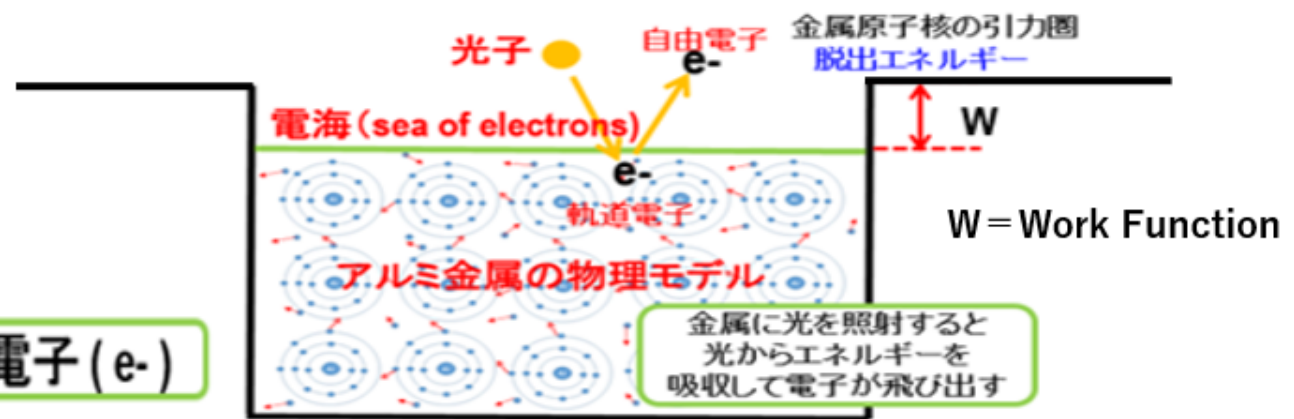 光子
自由電子
e-
金属原子核の引力圏
脱出エネルギー
電海（sea of electrons)
W
e-
軌道電子
W＝Work Function
アルミ金属の物理モデル
電子 ( e- )
金属に光を照射すると
光からエネルギーを
吸収して電子が飛び出す